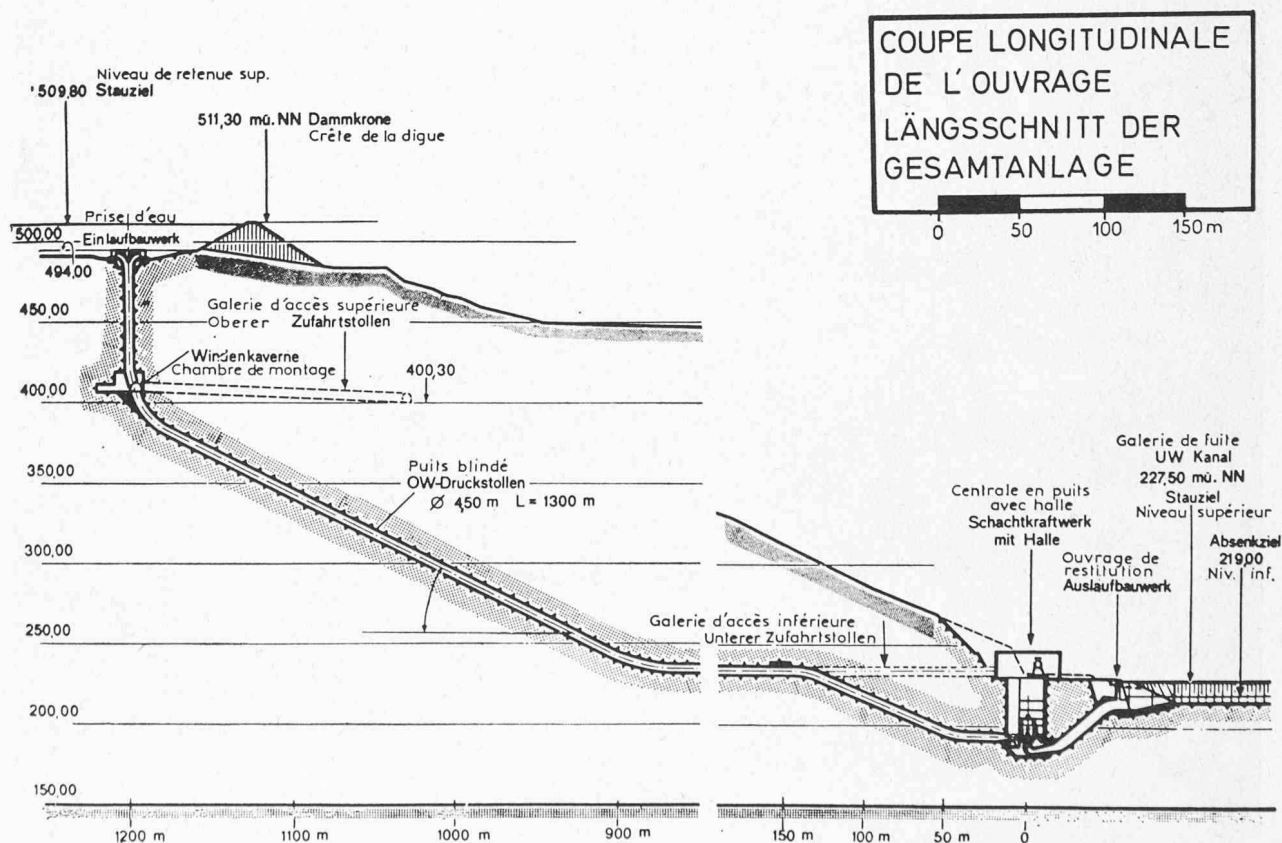 COUPE LONGITUDINALE
DE L'OUVRAGE
LÄNGSSCHNITT DER
GESAMTANLAGE
0 50 100 150 m
Niveau de retenue sup.
509,80 Stauziel
511,30 mü. NN Dammkrone
Crête de la digue
Prise d'eau
500,00
Einlaufbauwerk
494,00
Galerie d'accès supérieure
Oberer Zufahrtstollen
450,00
Windenkaverne
Chambre de montage
400,30
400,00
350,00
Puits blindé
OW-Druckstollen
Ø 4,50 m L = 1300 m
300,00
250,00
200,00
150,00
Galerie de fuite
UW Kanal
227,50 mü. NN
Stauziel
Niveau supérieur
Centrale en puits
avec halle
Schachtkraftwerk
mit Halle
Absenkziel
219,00
Niv. inf.
Ouvrage de
restitution
Auslaufbauwerk
Galerie d'accès inférieure
Unterer Zufahrtstollen
1200 m 1100 m 1000 m 900 m 150 m 100 m 50 m 0